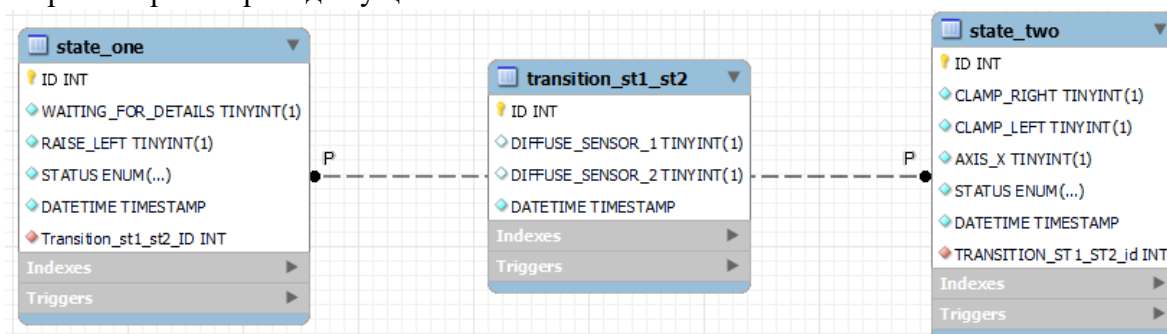 state_one
ID INT
WAITING_FOR_DETAILS TINYINT(1)
RAISE_LEFT TINYINT(1)
STATUS ENUM(...)
DATETIME TIMESTAMP
Transition_st1_st2_ID INT
Indexes
Triggers
P
transition_st1_st2
ID INT
DIFFUSE_SENSOR_1 TINYINT(1)
DIFFUSE_SENSOR_2 TINYINT(1)
DATETIME TIMESTAMP
Indexes
Triggers
P
state_two
ID INT
CLAMP_RIGHT TINYINT(1)
CLAMP_LEFT TINYINT(1)
AXIS_X TINYINT(1)
STATUS ENUM(...)
DATETIME TIMESTAMP
TRANSITION_ST1_ST2_id INT
Indexes
Triggers